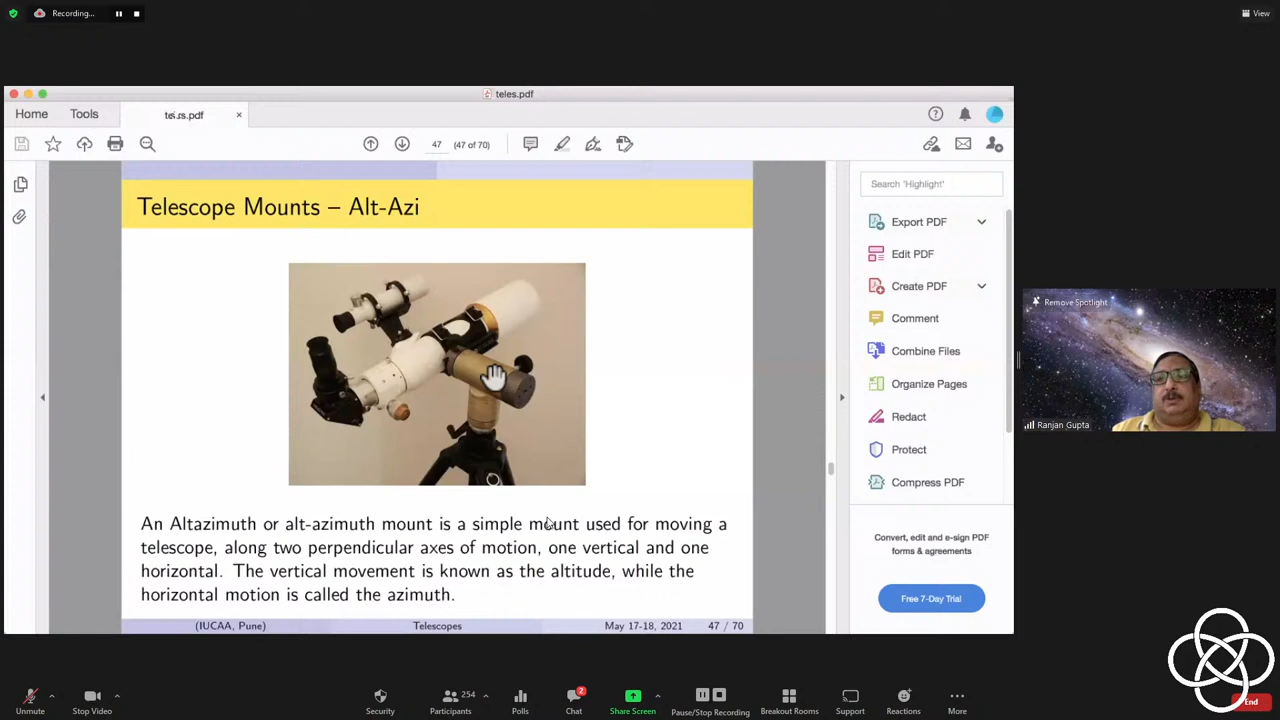 Recording...
View
teles.pdf
Home
Tools
47
(47 of 70)
Telescope Mounts – Alt-Azi
An Altazimuth or alt-azimuth mount is a simple mount used for moving a
telescope, along two perpendicular axes of motion, one vertical and one
horizontal. The vertical movement is known as the altitude, while the
horizontal motion is called the azimuth.
(IUCAA, Pune)
Telescopes
May 17-18, 2021
47 / 70
Search 'Highlight'
Export PDF
Edit PDF
Create PDF
Comment
Combine Files
Organize Pages
Redact
Protect
Compress PDF
Convert, edit and e-sign PDF
forms & agreements
Free 7-Day Trial
Remove Spotlight
Ranjan Gupta
Unmute
Stop Video
Security
Participants
254
Polls
Chat
2
Share Screen
Pause/Stop Recording
Breakout Rooms
Support
Reactions
More
End